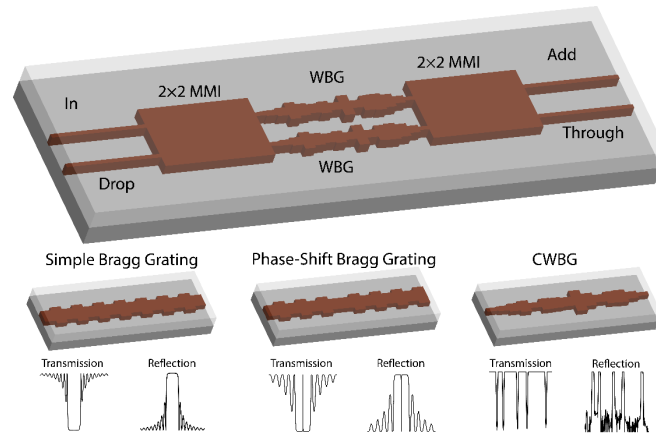 WBG
2×2 MMI
Add
2×2 MMI
In
Through
WBG
Drop
Simple Bragg Grating
Phase-Shift Bragg Grating
CWBG
Transmission
Reflection
Transmission
Reflection
Transmission
Reflection